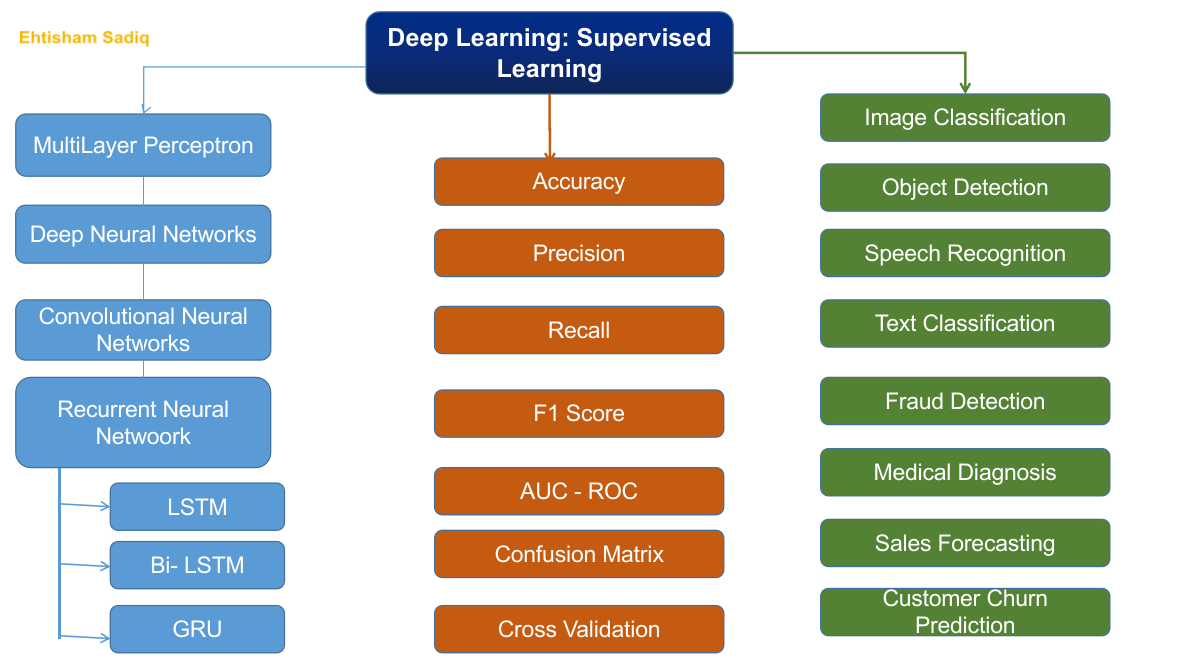 Ehtisham Sadiq
Deep Learning: Supervised
Learning
MultiLayer Perceptron
Deep Neural Networks
Convolutional Neural
Networks
Recurrent Neural
Netwoork
LSTM
Bi- LSTM
GRU
Accuracy
Precision
Recall
F1 Score
AUC - ROC
Confusion Matrix
Cross Validation
Image Classification
Object Detection
Speech Recognition
Text Classification
Fraud Detection
Medical Diagnosis
Sales Forecasting
Customer Churn
Prediction